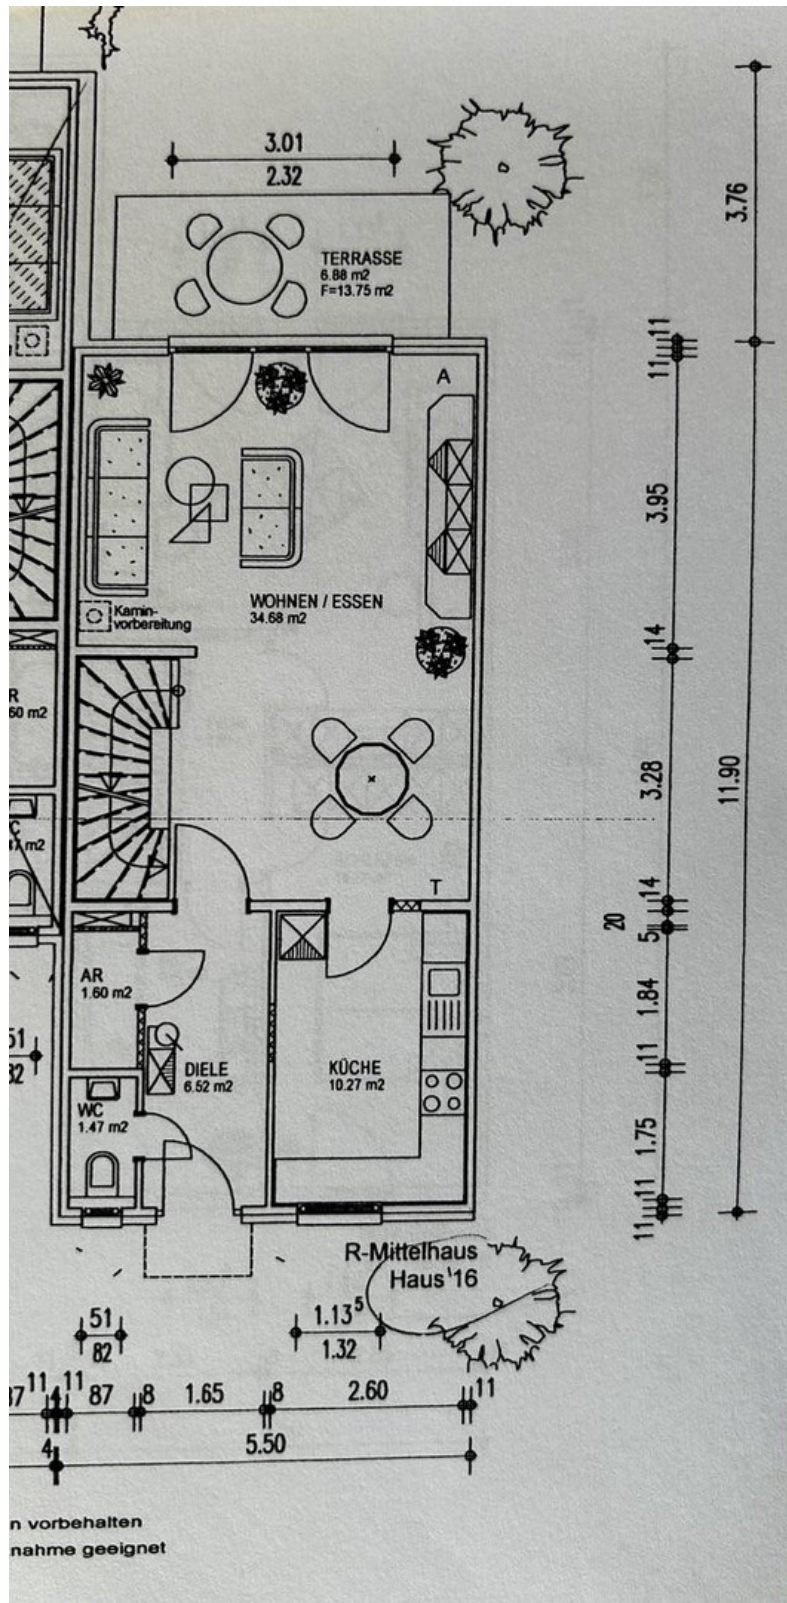 3.01
2.32
3.76
TERRASSE
6.88 m2
F=13.75 m2
11
11
A
3.95
WOHNEN / ESSEN
34.68 m2
Kamin-
vorbereitung
14
R
60 m2
3.28
11.90
T
14
20
5
AR
1.60 m2
1.84
51
DIELE
6.52 m2
KÜCHE
10.27 m2
11
WC
1.47 m2
1.75
11
11
R-Mittelhaus
Haus 16
51
82
1.13⁵
1.32
11
4
11
87
8
1.65
8
2.60
11
4
5.50
n vorbehalten
nahme geeignet